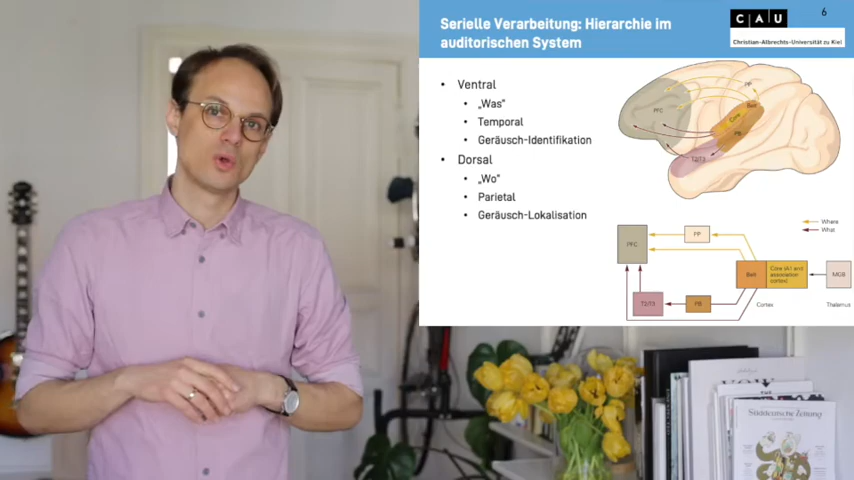 Serielle Verarbeitung: Hierarchie im
auditorischen System
C|A|U
6
Christian-Albrechts-Universität zu Kiel
• Ventral
• „Was"
• Temporal
• Geräusch-Identifikation
• Dorsal
• „Wo"
• Parietal
• Geräusch-Lokalisation
PP
PFC
Belt
Core
PB
T2/T3
Where
What
PFC
PP
Belt
Core (A1 and
association
cortex)
MGB
T2/T3
PB
Cortex
Thalamus
Süddeutsche Zeitung